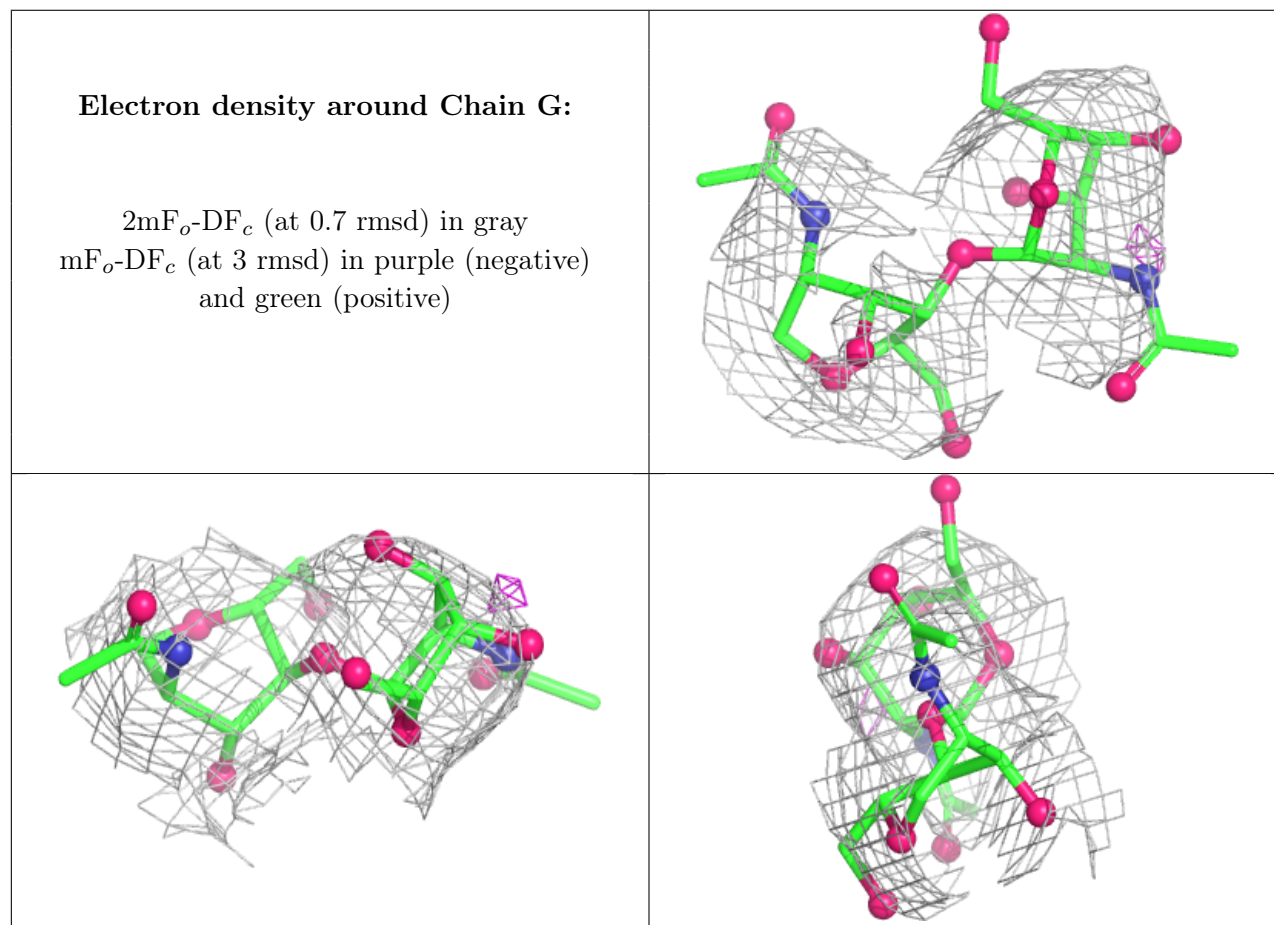 Electron density around Chain G:
2mFo-DFc (at 0.7 rmsd) in gray
mFo-DFc (at 3 rmsd) in purple (negative)
and green (positive)